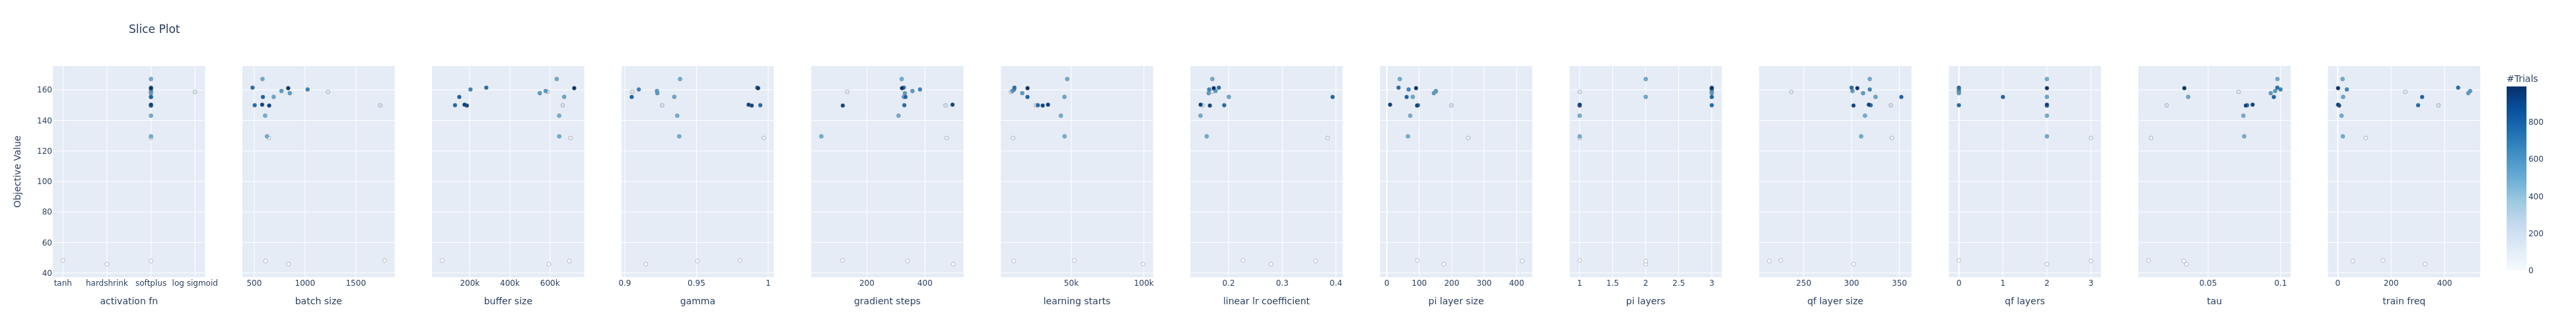 Slice Plot
#Trials
Objective Value
160
140
120
100
80
60
40
800
600
400
200
0
tanh hardshrink softplus log sigmoid
500 1000 1500
200k 400k 600k
0.9 0.95 1
200 400
50k 100k
0.2 0.3 0.4
0 100 200 300 400
1 1.5 2 2.5 3
250 300 350
0 1 2 3
0.05 0.1
0 200 400
activation fn
batch size
buffer size
gamma
gradient steps
learning starts
linear lr coefficient
pi layer size
pi layers
qf layer size
qf layers
tau
train freq